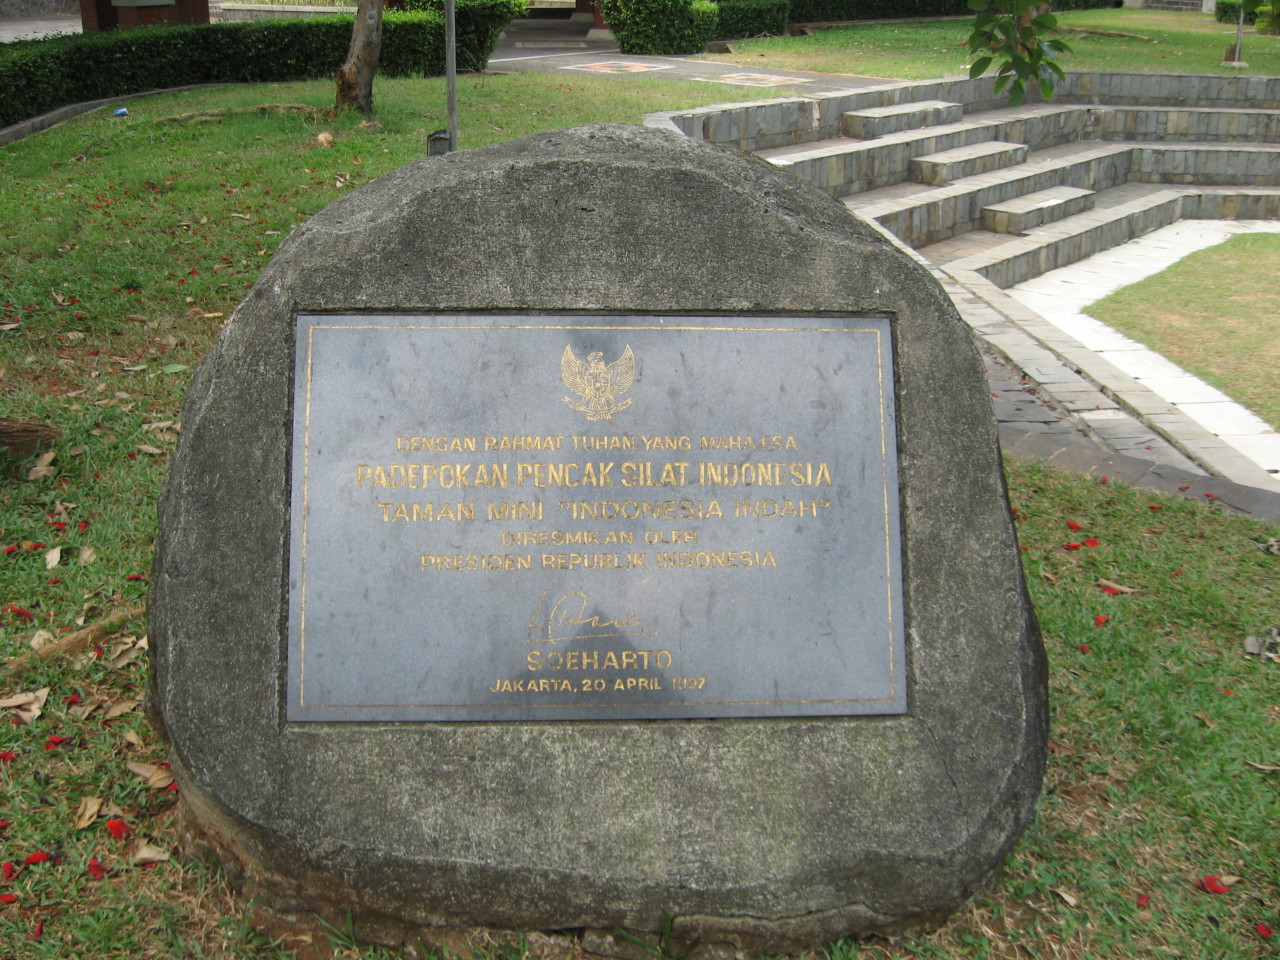 DENGAN RAHMAT TUHAN YANG MAHA ESA
PADEPOKAN PENCAK SILAT INDONESIA
TAMAN MINI "INDONESIA INDAH"
DIRESMIKAN OLEH
PRESIDEN REPUBLIK INDONESIA
SOEHARTO
JAKARTA, 20 APRIL 1997